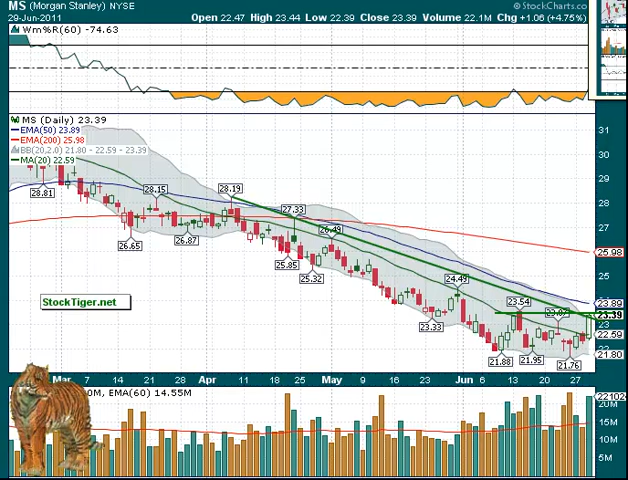 MS (Morgan Stanley) NYSE
© StockCharts.co
29-Jun-2011
Open 22.47 High 23.44 Low 22.39 Close 23.39 Volume 22.1M Chg +1.06 (+4.75%)
Wm%R(60) -74.63
MS (Daily) 23.39
EMA(50) 23.89
EMA(200) 25.98
BB(20,2.0) 21.80 - 22.59 - 23.39
MA(20) 22.59
31
30
29
28
27
26
25
23
28.81
28.15
28.19
27.33
26.49
26.65
26.87
25.85
25.32
24.49
23.33
23.54
21.88
21.95
21.76
25.98
23.89
23.39
22.59
21.80
StockTiger.net
Mar 7 14 21 28 Apr 11 18 25 May 9 16 23 Jun 6 13 20 27
0M, EMA(60) 14.55M
20M
15M
10M
5M